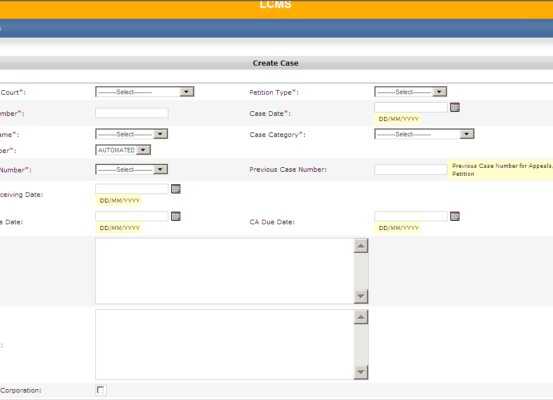 LCMS
Create Case
Court*: --------Select-------- Petition Type*: --------Select--------
mber*: Case Date*:
DD/MM/YYYY
ame*: --------Select-------- Case Category*: --------Select--------
ber*: AUTOMATED
Number*: --------Select-------- Previous Case Number: Previous Case Number for Appeals.
Petition
ceiving Date:
DD/MM/YYYY
e Date: CA Due Date:
DD/MM/YYYY DD/MM/YYYY
:
Corporation: